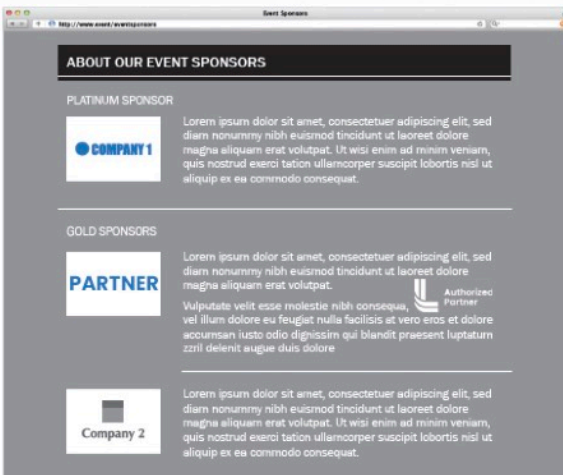 Event Sponsors
http://www.event/eventsponsors
ABOUT OUR EVENT SPONSORS
PLATINUM SPONSOR
COMPANY 1
Lorem ipsum dolor sit amet, consectetuer adipiscing elit, sed
diam nonummy nibh euismod tincidunt ut laoreet dolore
magna aliquam erat volutpat. Ut wisi enim ad minim veniam,
quis nostrud exerci tation ullamcorper suscipit lobortis nisl ut
aliquip ex ea commodo consequat.
GOLD SPONSORS
PARTNER
Lorem ipsum dolor sit amet, consectetuer adipiscing elit, sed
diam nonummy nibh euismod tincidunt ut laoreet dolore
magna aliquam erat volutpat.
Authorized
Partner
Vulputate velit esse molestie nibh consequa,
vel illum dolore eu feugiat nulla facilisis at vero eros et dolore
accumsan iusto odio dignissim qui blandit praesent luptatum
zzril delenit augue duis dolore
Company 2
Lorem ipsum dolor sit amet, consectetuer adipiscing elit, sed
diam nonummy nibh euismod tincidunt ut laoreet dolore
magna aliquam erat volutpat. Ut wisi enim ad minim veniam,
quis nostrud exerci tation ullamcorper suscipit lobortis nisl ut
aliquip ex ea commodo consequat.